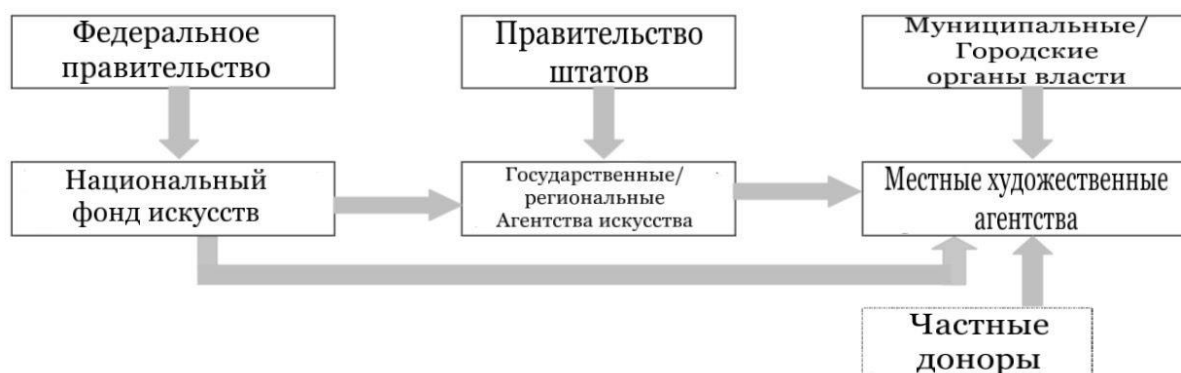 Федеральное
правительство
Правительство
штатов
Муниципальные/
Городские
органы власти
Национальный
фонд искусств
Государственные/
региональные
Агентства искусства
Местные художественные
агентства
Частные
доноры